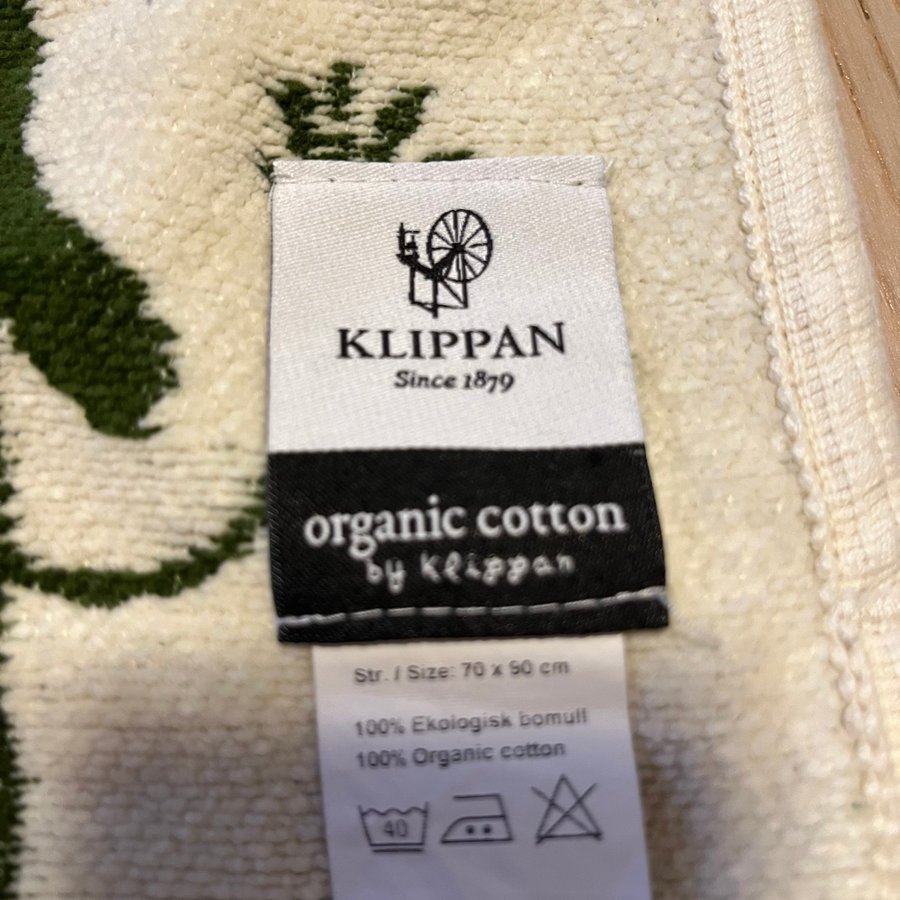 KLIPPAN
Since 1879
organic cotton
by klippan
Str. / Size: 70 x 90 cm
100% Ekologisk bomull
100% Organic cotton
40